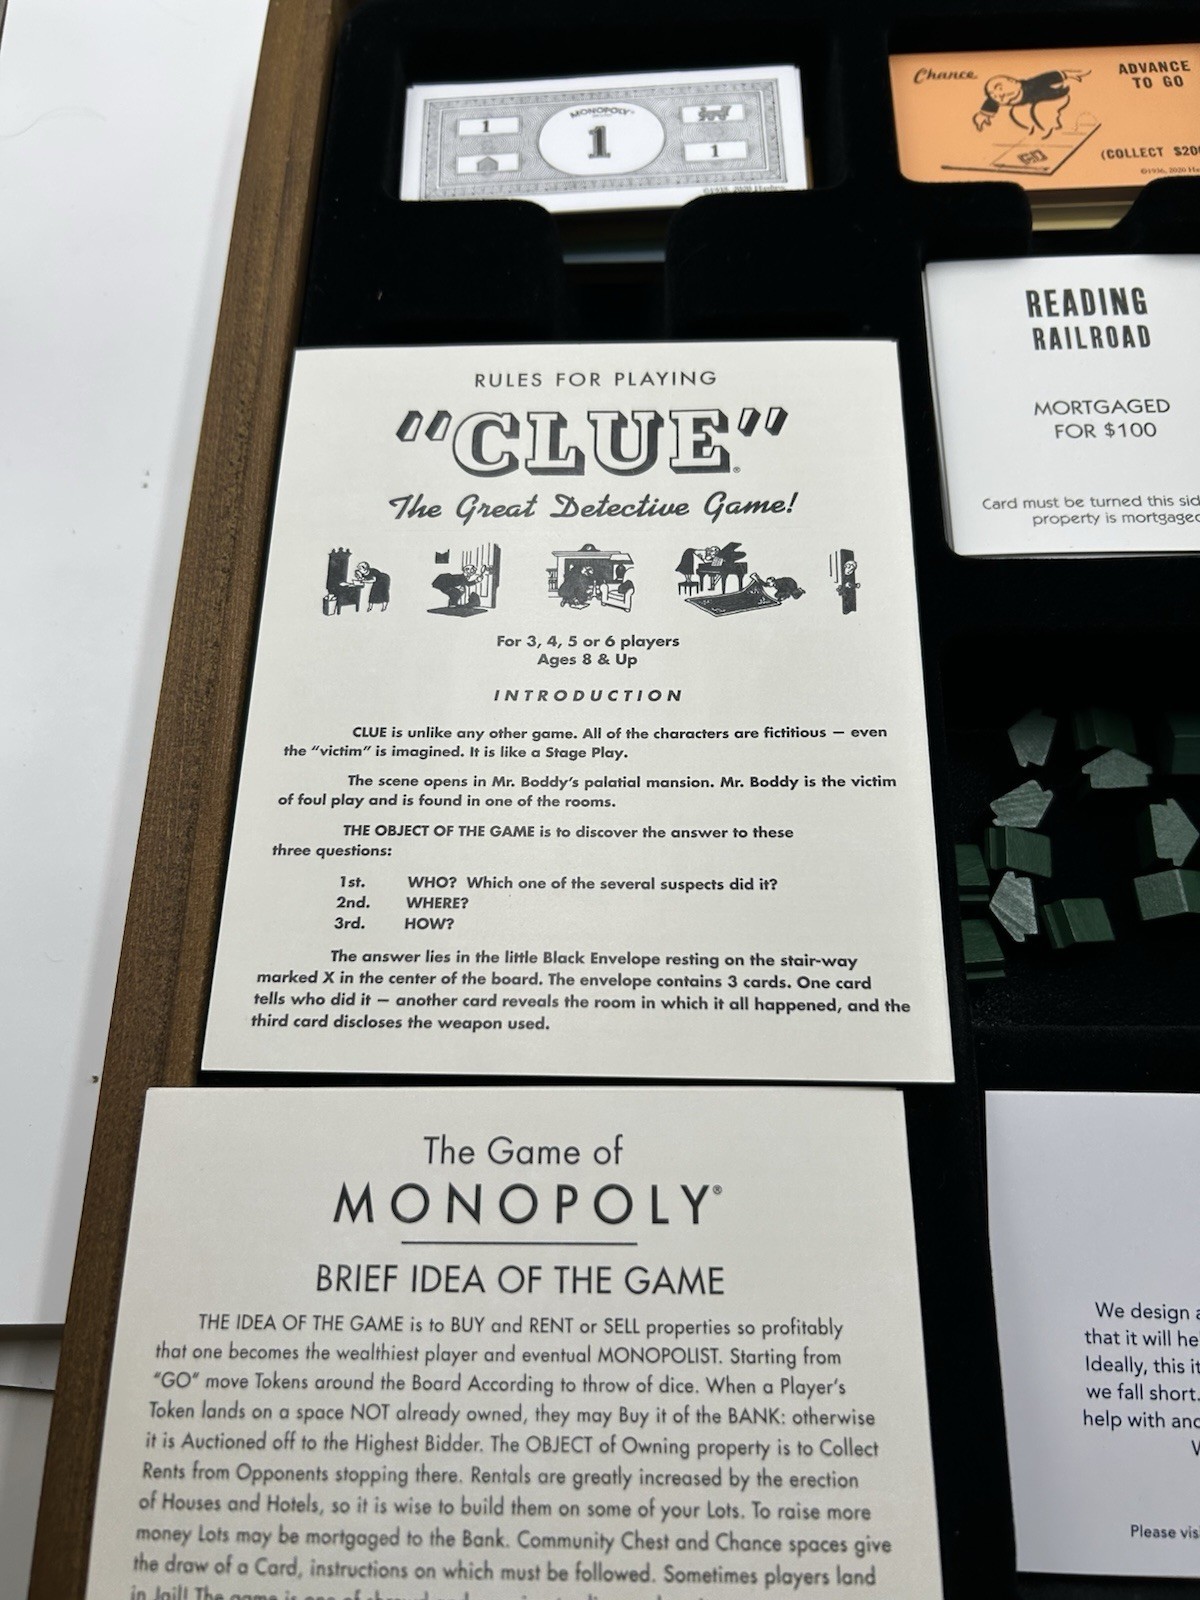 1
MONOPOLY
1
1
©1936, 2020 Hasbro
Chance
ADVANCE
TO GO
GO
(COLLECT $20
©1936, 2020 Ha
READING
RAILROAD
MORTGAGED
FOR $100
Card must be turned this sid
property is mortgaged
RULES FOR PLAYING
"CLUE"®
The Great Detective Game!
For 3, 4, 5 or 6 players
Ages 8 & Up
INTRODUCTION
CLUE is unlike any other game. All of the characters are fictitious — even
the "victim" is imagined. It is like a Stage Play.
The scene opens in Mr. Boddy's palatial mansion. Mr. Boddy is the victim
of foul play and is found in one of the rooms.
THE OBJECT OF THE GAME is to discover the answer to these
three questions:
1st. WHO? Which one of the several suspects did it?
2nd. WHERE?
3rd. HOW?
The answer lies in the little Black Envelope resting on the stair-way
marked X in the center of the board. The envelope contains 3 cards. One card
tells who did it — another card reveals the room in which it all happened, and the
third card discloses the weapon used.
The Game of
MONOPOLY®
BRIEF IDEA OF THE GAME
THE IDEA OF THE GAME is to BUY and RENT or SELL properties so profitably
that one becomes the wealthiest player and eventual MONOPOLIST. Starting from
"GO" move Tokens around the Board According to throw of dice. When a Player's
Token lands on a space NOT already owned, they may Buy it of the BANK: otherwise
it is Auctioned off to the Highest Bidder. The OBJECT of Owning property is to Collect
Rents from Opponents stopping there. Rentals are greatly increased by the erection
of Houses and Hotels, so it is wise to build them on some of your Lots. To raise more
money Lots may be mortgaged to the Bank. Community Chest and Chance spaces give
the draw of a Card, instructions on which must be followed. Sometimes players land
in Jail! The game is one of
We design a
that it will he
Ideally, this it
we fall short.
help with anc
W
Please vis